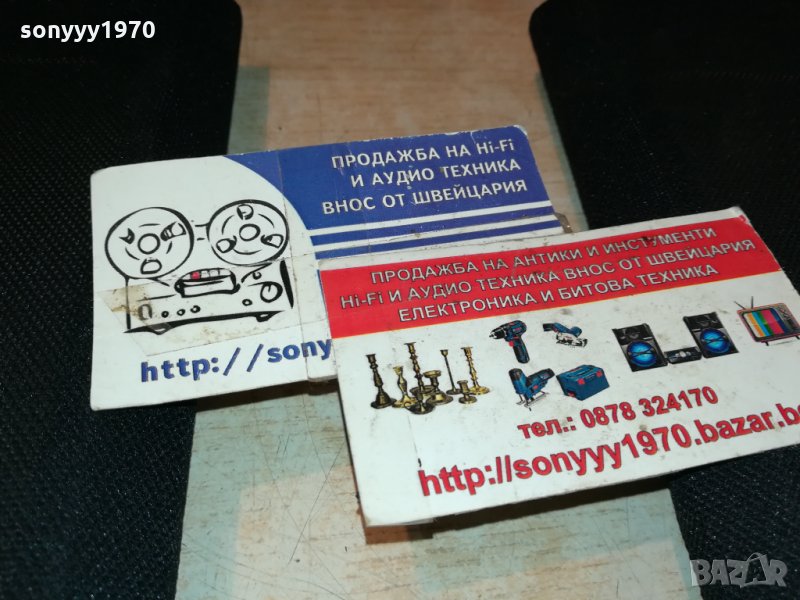 sonyyy1970
ПРОДАЖБА НА Hi-Fi
И АУДИО ТЕХНИКА
ВНОС ОТ ШВЕЙЦАРИЯ
http://sony
ПРОДАЖБА НА АНТИКИ И ИНСТУМЕНТИ
Hi-Fi И АУДИО ТЕХНИКА ВНОС ОТ ШВЕЙЦАРИЯ
ЕЛЕКТРОНИКА И БИТОВА ТЕХНИКА
тел.: 0878 324170
http://sonyyy1970.bazar.b
BAZAR